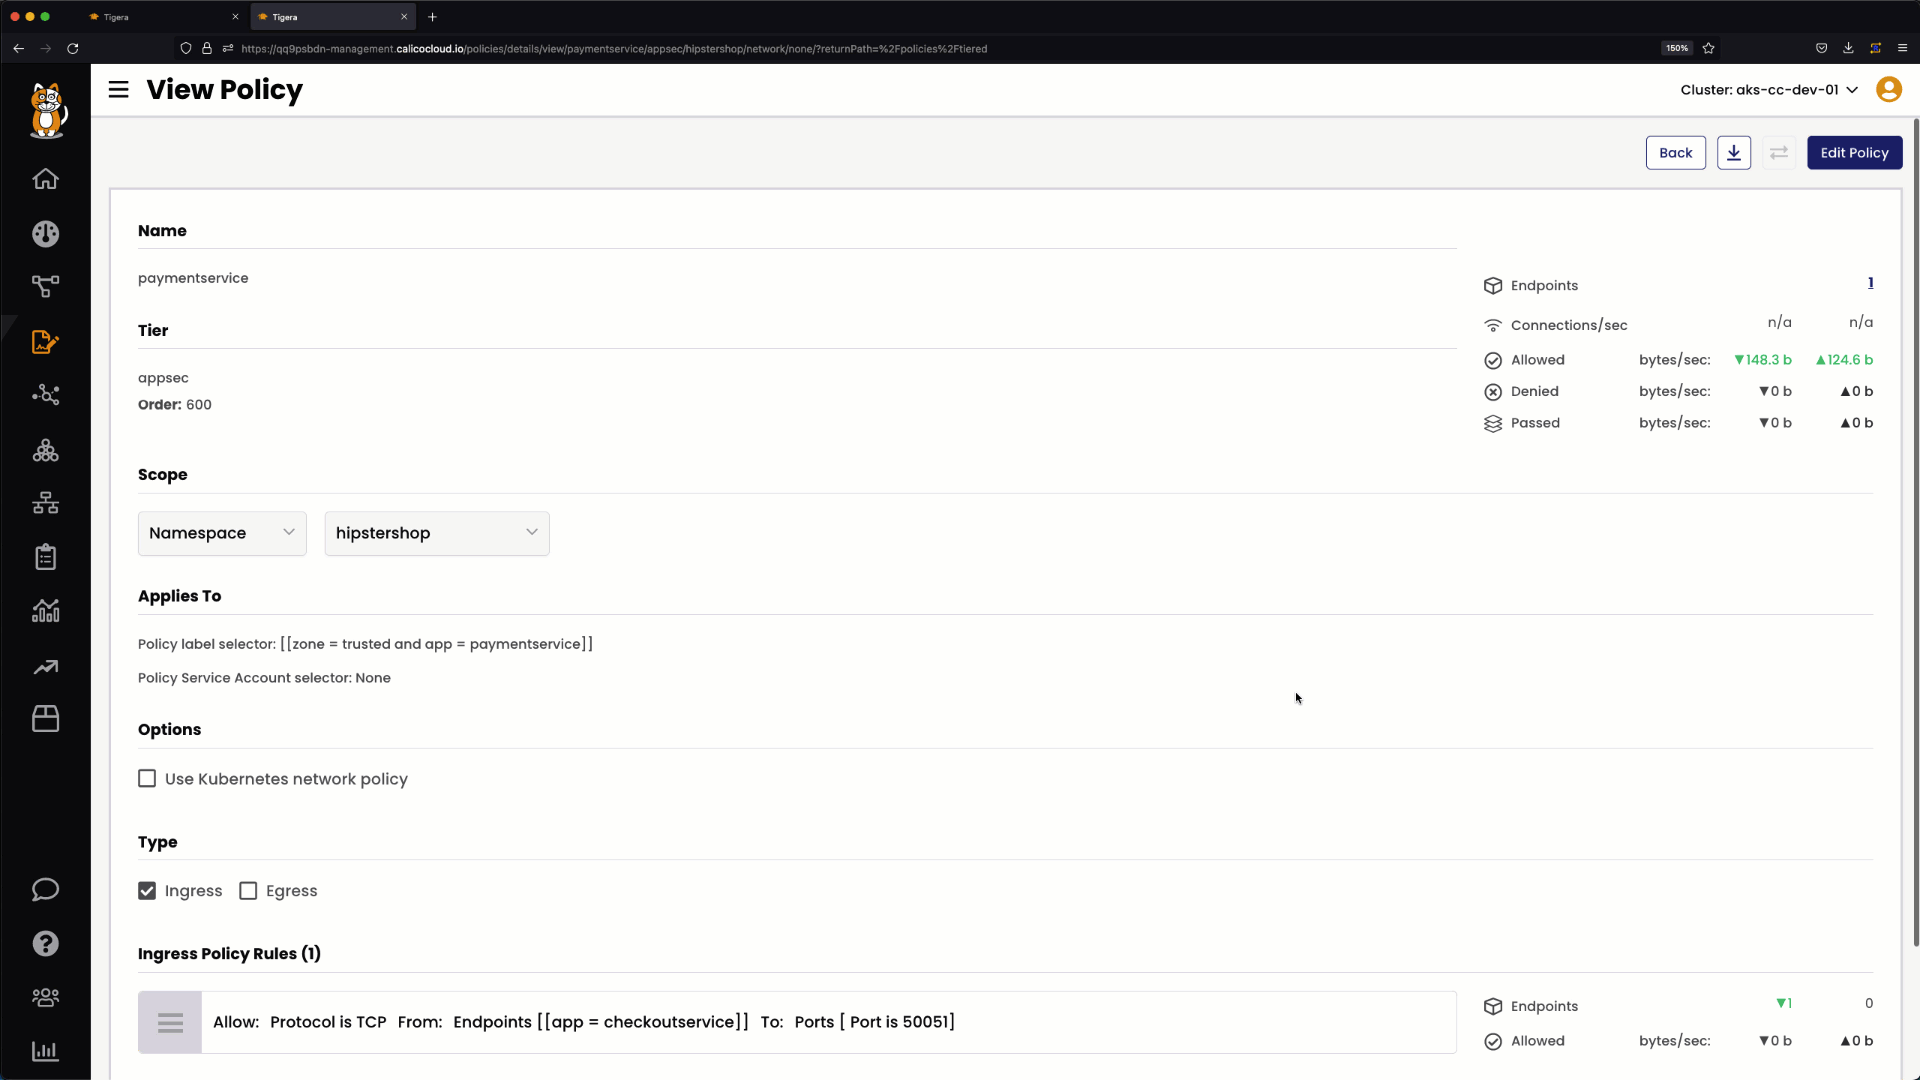 Tigera
Tigera
https://qq9psbdn-management.calicocloud.io/policies/details/view/paymentservice/appsec/hipstershop/network/none/?returnPath=%2Fpolicies%2Ftiered
150%
View Policy
Cluster: aks-cc-dev-01
Back
Edit Policy
Name
paymentservice
Endpoints 1
Connections/sec n/a n/a
Allowed bytes/sec: ▼148.3 b ▲124.6 b
Denied bytes/sec: ▼0 b ▲0 b
Passed bytes/sec: ▼0 b ▲0 b
Tier
appsec
Order: 600
Scope
Namespace hipstershop
Applies To
Policy label selector: [[zone = trusted and app = paymentservice]]
Policy Service Account selector: None
Options
Use Kubernetes network policy
Type
Ingress Egress
Ingress Policy Rules (1)
Allow: Protocol is TCP From: Endpoints [[app = checkoutservice]] To: Ports [ Port is 50051]
Endpoints ▼1 0
Allowed bytes/sec: ▼0 b ▲0 b